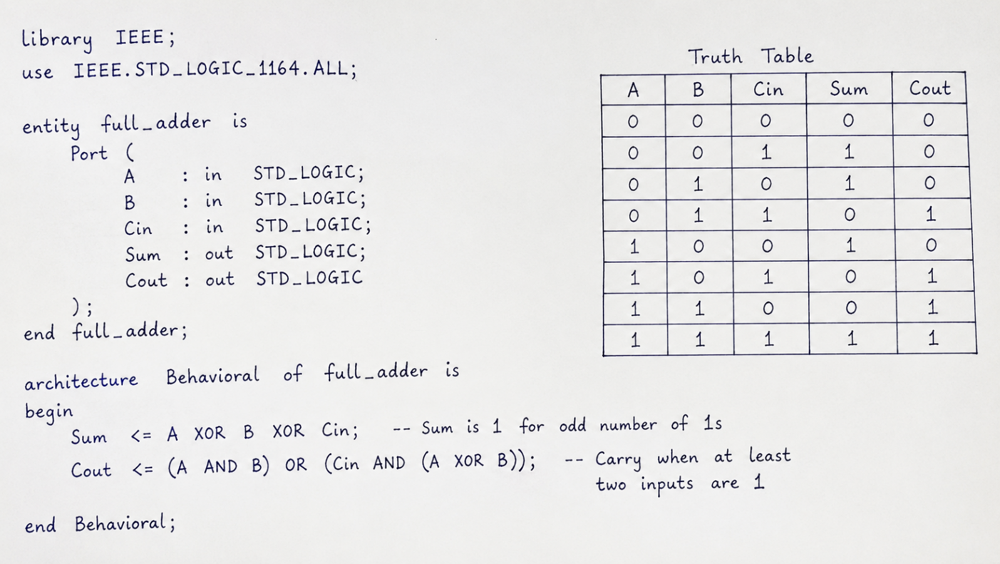 library IEEE;
use IEEE.STD_LOGIC_1164.ALL;
entity full_adder is
Port (
A : in STD_LOGIC;
B : in STD_LOGIC;
Cin : in STD_LOGIC;
Sum : out STD_LOGIC;
Cout : out STD_LOGIC
);
end full_adder;
architecture Behavioral of full_adder is
begin
Sum <= A XOR B XOR Cin; -- Sum is 1 for odd number of 1s
Cout <= (A AND B) OR (Cin AND (A XOR B)); -- Carry when at least
two inputs are 1
end Behavioral;
Truth Table
A B Cin Sum Cout
0 0 0 0 0
0 0 1 1 0
0 1 0 1 0
0 1 1 0 1
1 0 0 1 0
1 0 1 0 1
1 1 0 0 1
1 1 1 1 1